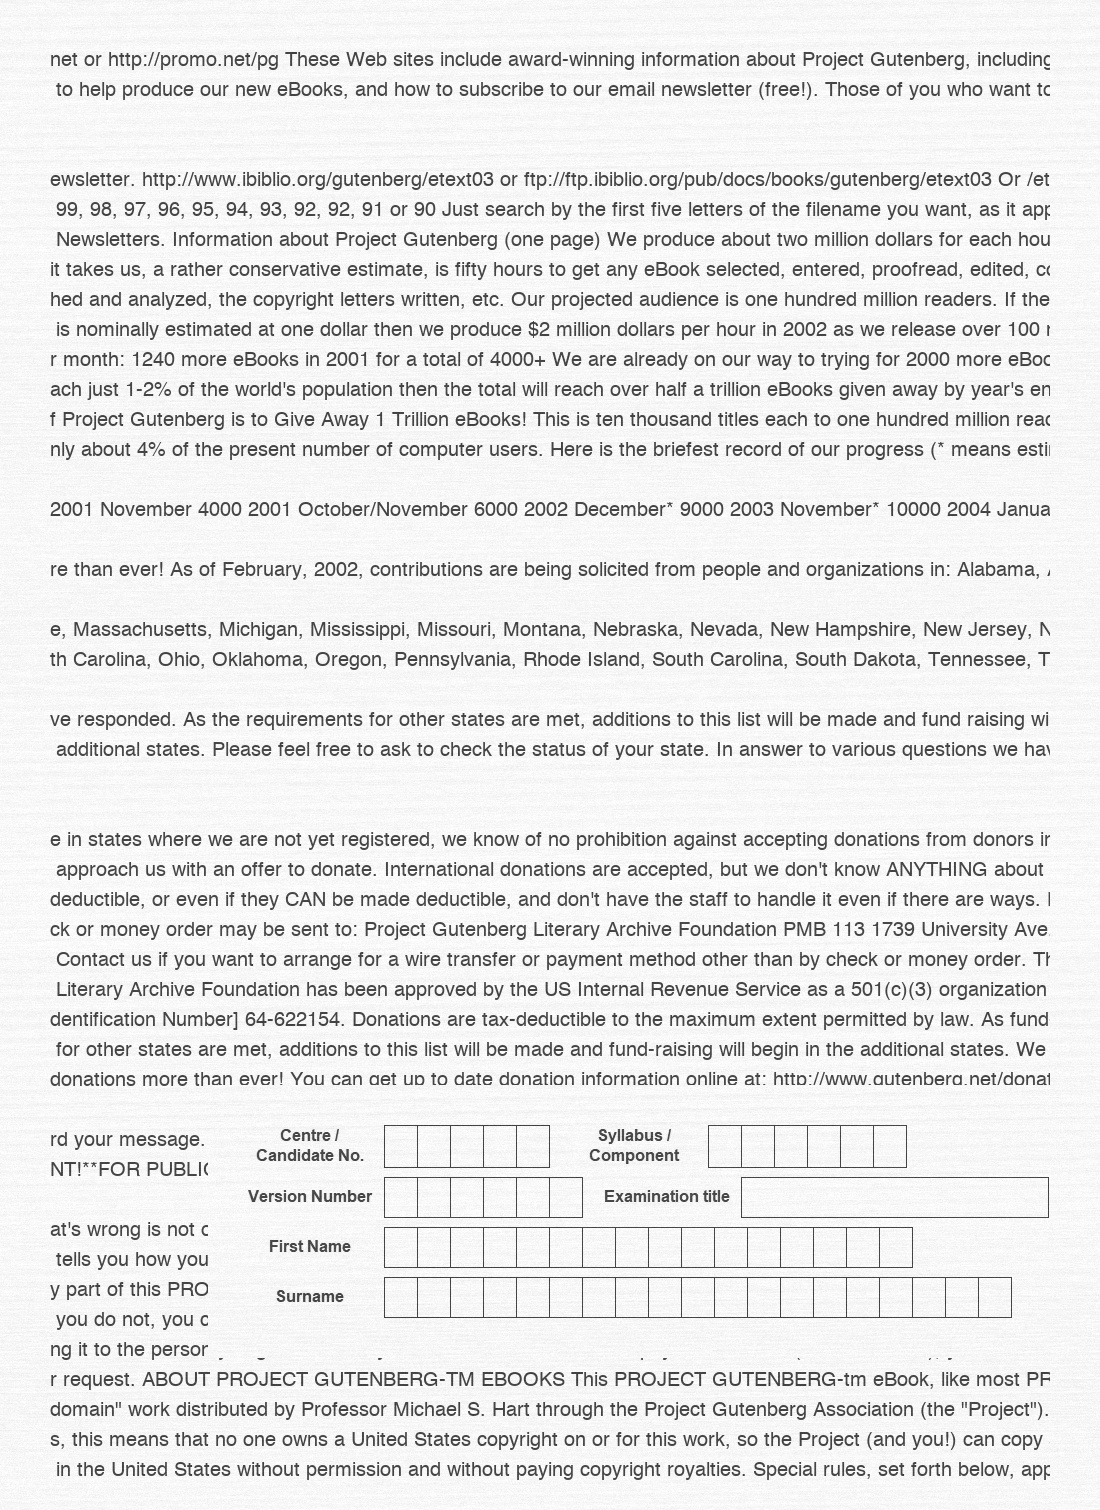 net or http://promo.net/pg These Web sites include award-winning information about Project Gutenberg, including
to help produce our new eBooks, and how to subscribe to our email newsletter (free!). Those of you who want to
ewsletter. http://www.ibiblio.org/gutenberg/etext03 or ftp://ftp.ibiblio.org/pub/docs/books/gutenberg/etext03 Or /et
99, 98, 97, 96, 95, 94, 93, 92, 92, 91 or 90 Just search by the first five letters of the filename you want, as it app
Newsletters. Information about Project Gutenberg (one page) We produce about two million dollars for each hou
it takes us, a rather conservative estimate, is fifty hours to get any eBook selected, entered, proofread, edited, co
hed and analyzed, the copyright letters written, etc. Our projected audience is one hundred million readers. If the
is nominally estimated at one dollar then we produce $2 million dollars per hour in 2002 as we release over 100
r month: 1240 more eBooks in 2001 for a total of 4000+ We are already on our way to trying for 2000 more eBoo
ach just 1-2% of the world's population then the total will reach over half a trillion eBooks given away by year's en
f Project Gutenberg is to Give Away 1 Trillion eBooks! This is ten thousand titles each to one hundred million read
nly about 4% of the present number of computer users. Here is the briefest record of our progress (* means esti
2001 November 4000 2001 October/November 6000 2002 December* 9000 2003 November* 10000 2004 Janua
re than ever! As of February, 2002, contributions are being solicited from people and organizations in: Alabama,
e, Massachusetts, Michigan, Mississippi, Missouri, Montana, Nebraska, Nevada, New Hampshire, New Jersey, N
th Carolina, Ohio, Oklahoma, Oregon, Pennsylvania, Rhode Island, South Carolina, South Dakota, Tennessee, T
ve responded. As the requirements for other states are met, additions to this list will be made and fund raising wi
additional states. Please feel free to ask to check the status of your state. In answer to various questions we hav
e in states where we are not yet registered, we know of no prohibition against accepting donations from donors in
approach us with an offer to donate. International donations are accepted, but we don't know ANYTHING about
deductible, or even if they CAN be made deductible, and don't have the staff to handle it even if there are ways.
ck or money order may be sent to: Project Gutenberg Literary Archive Foundation PMB 113 1739 University Ave.
Contact us if you want to arrange for a wire transfer or payment method other than by check or money order. Th
Literary Archive Foundation has been approved by the US Internal Revenue Service as a 501(c)(3) organization
dentification Number] 64-622154. Donations are tax-deductible to the maximum extent permitted by law. As fund
for other states are met, additions to this list will be made and fund-raising will begin in the additional states. We
donations more than ever! You can get up to date donation information online at: http://www.gutenberg.net/donat
rd your message.
NT!**FOR PUBLIC
at's wrong is not
tells you how you
y part of this PRO
you do not, you c
ng it to the person
Centre /
Candidate No.
Syllabus /
Component
Version Number
Examination title
First Name
Surname
r request. ABOUT PROJECT GUTENBERG-TM EBOOKS This PROJECT GUTENBERG-tm eBook, like most PR
domain" work distributed by Professor Michael S. Hart through the Project Gutenberg Association (the "Project").
s, this means that no one owns a United States copyright on or for this work, so the Project (and you!) can copy
in the United States without permission and without paying copyright royalties. Special rules, set forth below, app